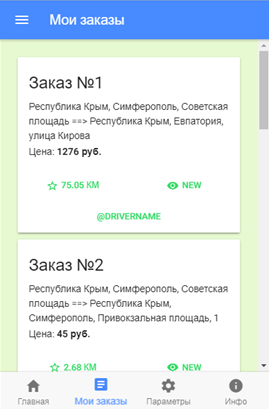 Мои заказы
Заказ №1
Республика Крым, Симферополь, Советская
площадь ==> Республика Крым, Евпатория,
улица Кирова
Цена: 1276 руб.
75.05 KM
NEW
@DRIVERNAME
Заказ №2
Республика Крым, Симферополь, Советская
площадь ==> Республика Крым,
Симферополь, Привокзальная площадь, 1
Цена: 45 руб.
2.68 KM
NEW
Главная
Мои заказы
Параметры
Инфо